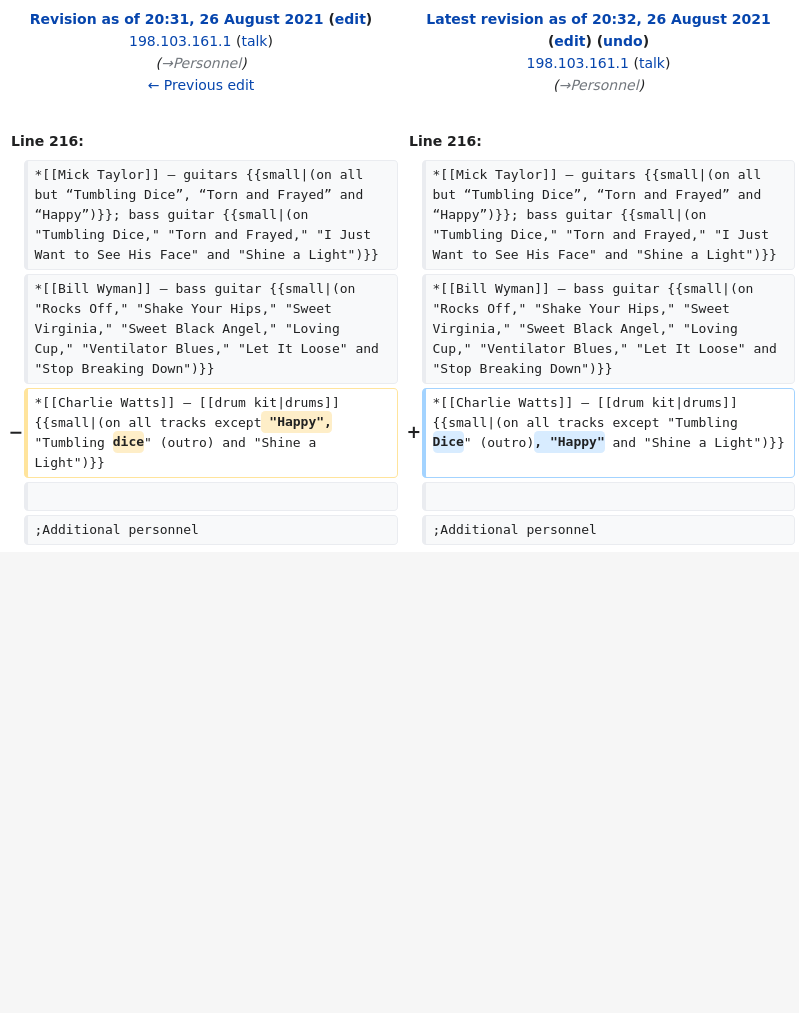 Revision as of 20:31, 26 August 2021 (edit)
198.103.161.1 (talk)
(→Personnel)
← Previous edit
Latest revision as of 20:32, 26 August 2021
(edit) (undo)
198.103.161.1 (talk)
(→Personnel)
Line 216:
Line 216:
*[[Mick Taylor]] – guitars {{small|(on all
but “Tumbling Dice”, “Torn and Frayed” and
“Happy”)}}; bass guitar {{small|(on
"Tumbling Dice," "Torn and Frayed," "I Just
Want to See His Face" and "Shine a Light")}}
*[[Mick Taylor]] – guitars {{small|(on all
but “Tumbling Dice”, “Torn and Frayed” and
“Happy”)}}; bass guitar {{small|(on
"Tumbling Dice," "Torn and Frayed," "I Just
Want to See His Face" and "Shine a Light")}}
*[[Bill Wyman]] – bass guitar {{small|(on
"Rocks Off," "Shake Your Hips," "Sweet
Virginia," "Sweet Black Angel," "Loving
Cup," "Ventilator Blues," "Let It Loose" and
"Stop Breaking Down")}}
*[[Bill Wyman]] – bass guitar {{small|(on
"Rocks Off," "Shake Your Hips," "Sweet
Virginia," "Sweet Black Angel," "Loving
Cup," "Ventilator Blues," "Let It Loose" and
"Stop Breaking Down")}}
−
*[[Charlie Watts]] – [[drum kit|drums]]
{{small|(on all tracks except "Happy",
"Tumbling dice" (outro) and "Shine a
Light")}}
+
*[[Charlie Watts]] – [[drum kit|drums]]
{{small|(on all tracks except "Tumbling
Dice" (outro), "Happy" and "Shine a Light")}}
;Additional personnel
;Additional personnel